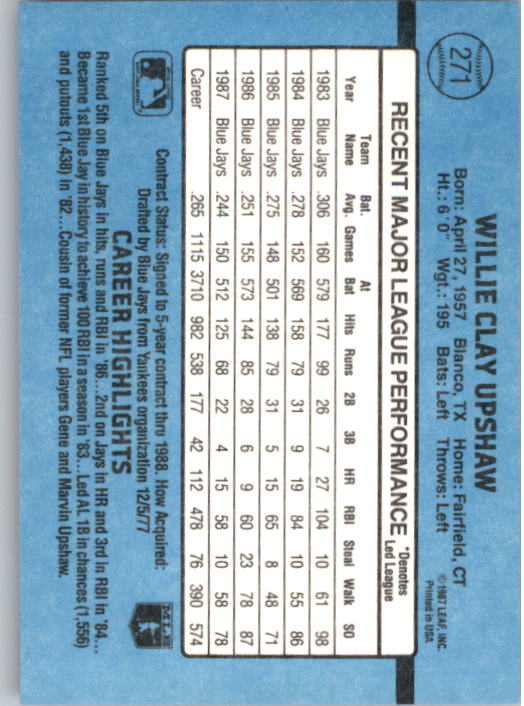 271
WILLIE CLAY UPSHAW
Born: April 27, 1957 Blanco, TX Home: Fairfield, CT
Ht.: 6'0" Wgt.: 195 Bats: Left Throws: Left
©1987 LEAF, INC.
Printed in USA
RECENT MAJOR LEAGUE PERFORMANCE *Denotes Led League
Year Team Name Bat. Avg. Games At Bat Hits Runs 2B 3B HR RBI Steal Walk SO
1983 Blue Jays .306 160 579 177 99 26 7 27 104 10 61 98
1984 Blue Jays .278 152 569 158 79 31 9 19 84 10 55 86
1985 Blue Jays .275 148 501 138 79 31 5 15 65 8 48 71
1986 Blue Jays .251 155 573 144 85 28 6 9 60 23 78 87
1987 Blue Jays .244 150 512 125 68 22 4 15 58 10 58 78
Career .265 1115 3710 982 538 177 42 112 478 76 390 574
Contract Status: Signed to 5-year contract thru 1988. How Acquired:
Drafted by Blue Jays from Yankees organization 12/5/77
MLB
CAREER HIGHLIGHTS
Ranked 5th on Blue Jays in hits, runs and RBI in '86...2nd on Jays in HR and 3rd in RBI in '84...
Became 1st Blue Jay in history to achieve 100 RBI in a season in '83...Led AL 1B in chances (1,556)
and putouts (1,438) in '82...Cousin of former NFL players Gene and Marvin Upshaw.